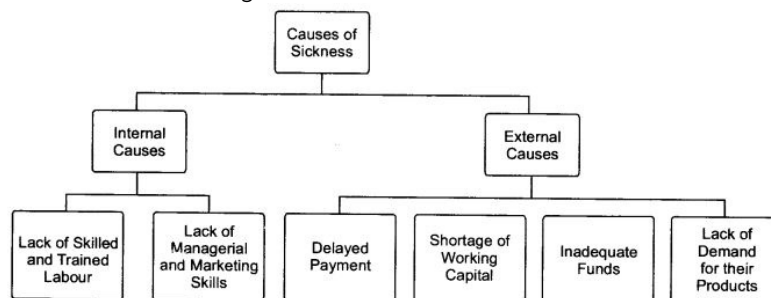 Causes of
Sickness
Internal
Causes
External
Causes
Lack of Skilled
and Trained
Labour
Lack of
Managerial
and Marketing
Skills
Delayed
Payment
Shortage of
Working
Capital
Inadequate
Funds
Lack of
Demand
for their
Products